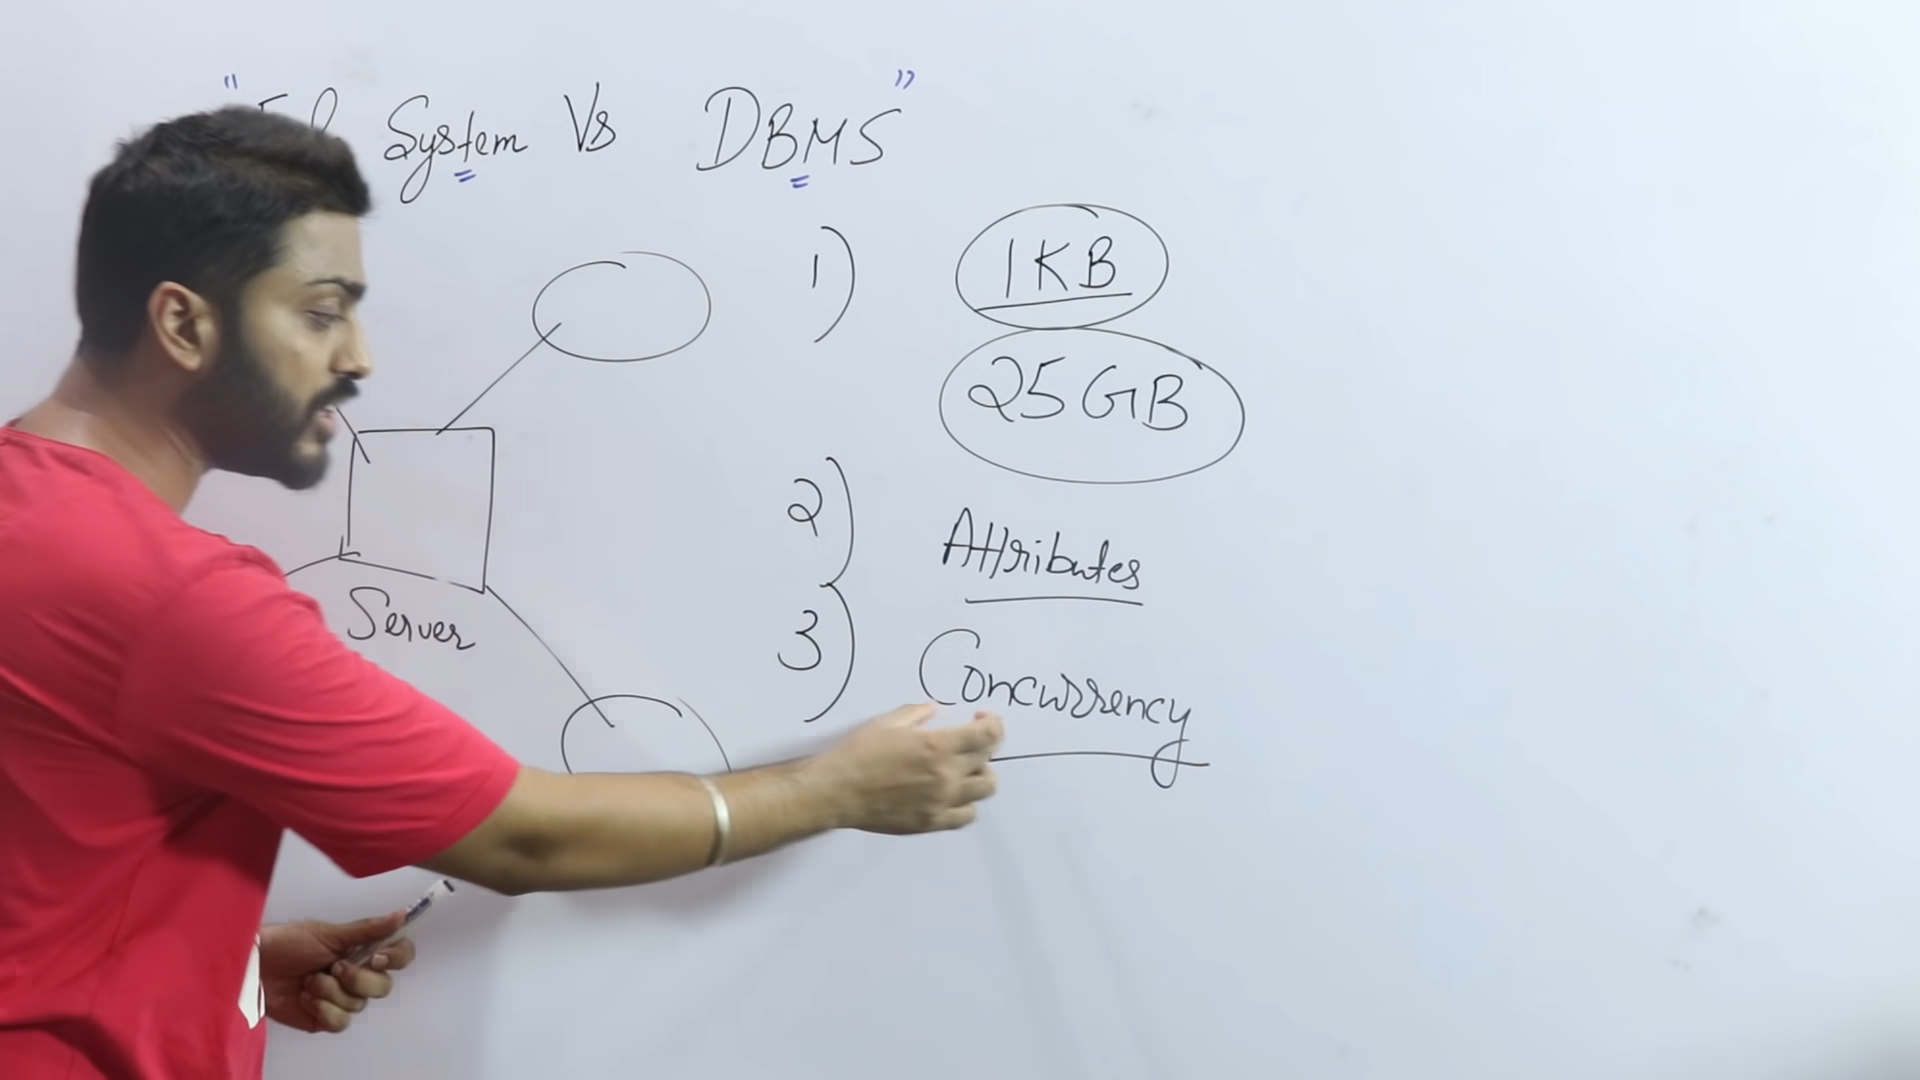 " System Vs DBMS "
1) 1KB
25GB
2) Attributes
3) Concurrency
Server